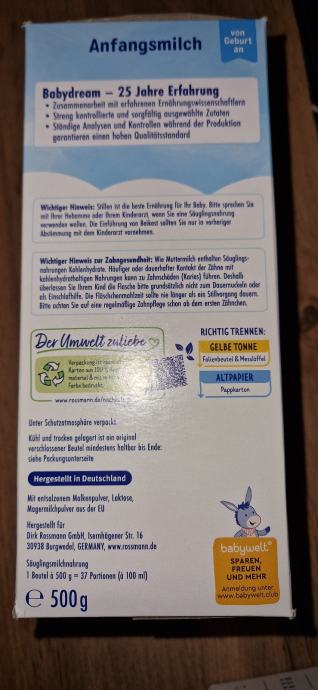 Anfangsmilch
von
Geburt
an
Babydream – 25 Jahre Erfahrung
• Zusammenarbeit mit erfahrenen Ernährungswissenschaftlern
• Streng kontrollierte und sorgfältig ausgewählte Zutaten
• Ständige Analysen und Kontrollen während der Produktion
garantieren einen hohen Qualitätsstandard
Wichtiger Hinweis: Stillen ist die beste Ernährung für Ihr Baby. Bitte sprechen Sie
mit Ihrer Hebamme oder Ihrem Kinderarzt, wenn Sie eine Säuglingsnahrung
verwenden wollen. Die Einführung von Beikost sollten Sie nur in vorheriger
Abstimmung mit dem Kinderarzt vornehmen.
Wichtiger Hinweis zur Zahngesundheit: Wie Muttermilch enthalten Säuglings-
nahrungen Kohlenhydrate. Häufiger oder dauerhafter Kontakt der Zähne mit
kohlenhydrathaltigen Nahrungen kann zu Zahnschäden (Karies) führen. Deshalb
überlassen Sie Ihrem Kind die Flasche bitte grundsätzlich nicht zum Dauernuckeln oder
als Einschlafhilfe. Die Fläschchenmahlzeit sollte nie länger als ein Stillvorgang dauern.
Bitte achten Sie auf eine regelmäßige Zahnpflege schon ab dem ersten Zähnchen.
Der Umwelt zuliebe
Verpackung ist
Karton aus 100 %
material & mit
Farbe bedruckt.
www.rossmann.de
RICHTIG TRENNEN:
GELBE TONNE
Folienbeutel & Messlöffel
ALTPAPIER
Pappkarton
Unter Schutzatmosphäre verpackt.
Kühl und trocken gelagert ist ein original
verschlossener Beutel mindestens haltbar bis Ende:
siehe Packungsunterseite
Hergestellt in Deutschland
Mit entsalzenem Molkenpulver, Laktose,
Magermilchpulver aus der EU
Hergestellt für
Dirk Rossmann GmbH, Isernhägener Str. 16
30938 Burgwedel, GERMANY, www.rossmann.de
Säuglingsmilchnahrung
1 Beutel à 500 g = 37 Portionen (à 100 ml)
e 500g
babywelt
SPAREN,
FREUEN
UND MEHR
Anmeldung unter
www.babywelt.club